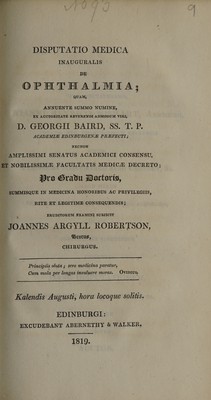 9
DISPUTATIO MEDICA
INAUGURALIS
DE
OPHTHALMIA;
QUAM,
ANNUENTE SUMMO NUMINE,
EX AUCTORITATE REVERENDI ADMODUM VIRI,
D. GEORGII BAIRD, SS. T. P.
ACADEMIÆ EDINBURGENÆ PRÆFECTI;
NECNON
AMPLISSIMI SENATUS ACADEMICI CONSENSU,
ET NOBILISSIMÆ FACULTATIS MEDICÆ DECRETO;
Pro Gradu Doctoris,
SUMMISQUE IN MEDICINA HONORIBUS AC PRIVILEGIIS,
RITE ET LEGITIME CONSEQUENDIS;
ERUDITORUM EXAMINI SUBJICIT
JOANNES ARGYLL ROBERTSON,
Scotus,
CHIRURGUS.
Principiis obsta; sero medicina paratur,
Cum mala per longas invaluere moras. OVIDIUS.
Kalendis Augusti, hora locoque solitis.
EDINBURGI:
EXCUDEBANT ABERNETHY & WALKER,
1819.